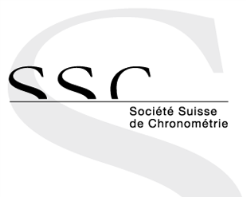 SSC
Société Suisse
de Chronométrie